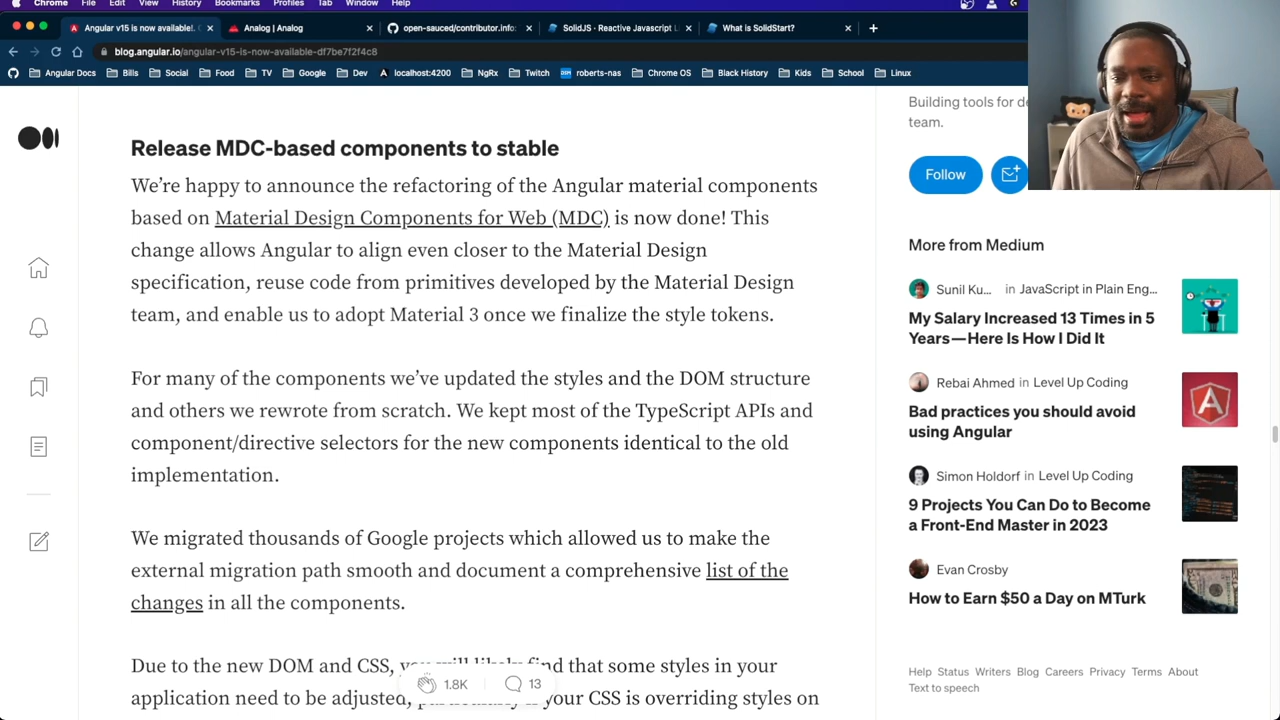 Chrome File Edit View History Bookmarks Profiles Tab Window Help
Angular v15 is now available!. Analog | Analog open-sauced/contributor.info: SolidJS - Reactive Javascript L What is SolidStart?
blog.angular.io/angular-v15-is-now-available-df7be7f2f4c8
Angular Docs Bills Social Food TV Google Dev localhost:4200 NgRx Twitch roberts-nas Chrome OS Black History Kids School Linux
Release MDC-based components to stable
We’re happy to announce the refactoring of the Angular material components
based on Material Design Components for Web (MDC) is now done! This
change allows Angular to align even closer to the Material Design
specification, reuse code from primitives developed by the Material Design
team, and enable us to adopt Material 3 once we finalize the style tokens.
For many of the components we’ve updated the styles and the DOM structure
and others we rewrote from scratch. We kept most of the TypeScript APIs and
component/directive selectors for the new components identical to the old
implementation.
We migrated thousands of Google projects which allowed us to make the
external migration path smooth and document a comprehensive list of the
changes in all the components.
Due to the new DOM and CSS, you will likely find that some styles in your
application need to be adjusted, particularly if your CSS is overriding styles on
1.8K 13
Building tools for
team.
Follow
More from Medium
Sunil Ku... in JavaScript in Plain Eng...
My Salary Increased 13 Times in 5
Years—Here Is How I Did It
Rebai Ahmed in Level Up Coding
Bad practices you should avoid
using Angular
Simon Holdorf in Level Up Coding
9 Projects You Can Do to Become
a Front-End Master in 2023
Evan Crosby
How to Earn $50 a Day on MTurk
Help Status Writers Blog Careers Privacy Terms About
Text to speech